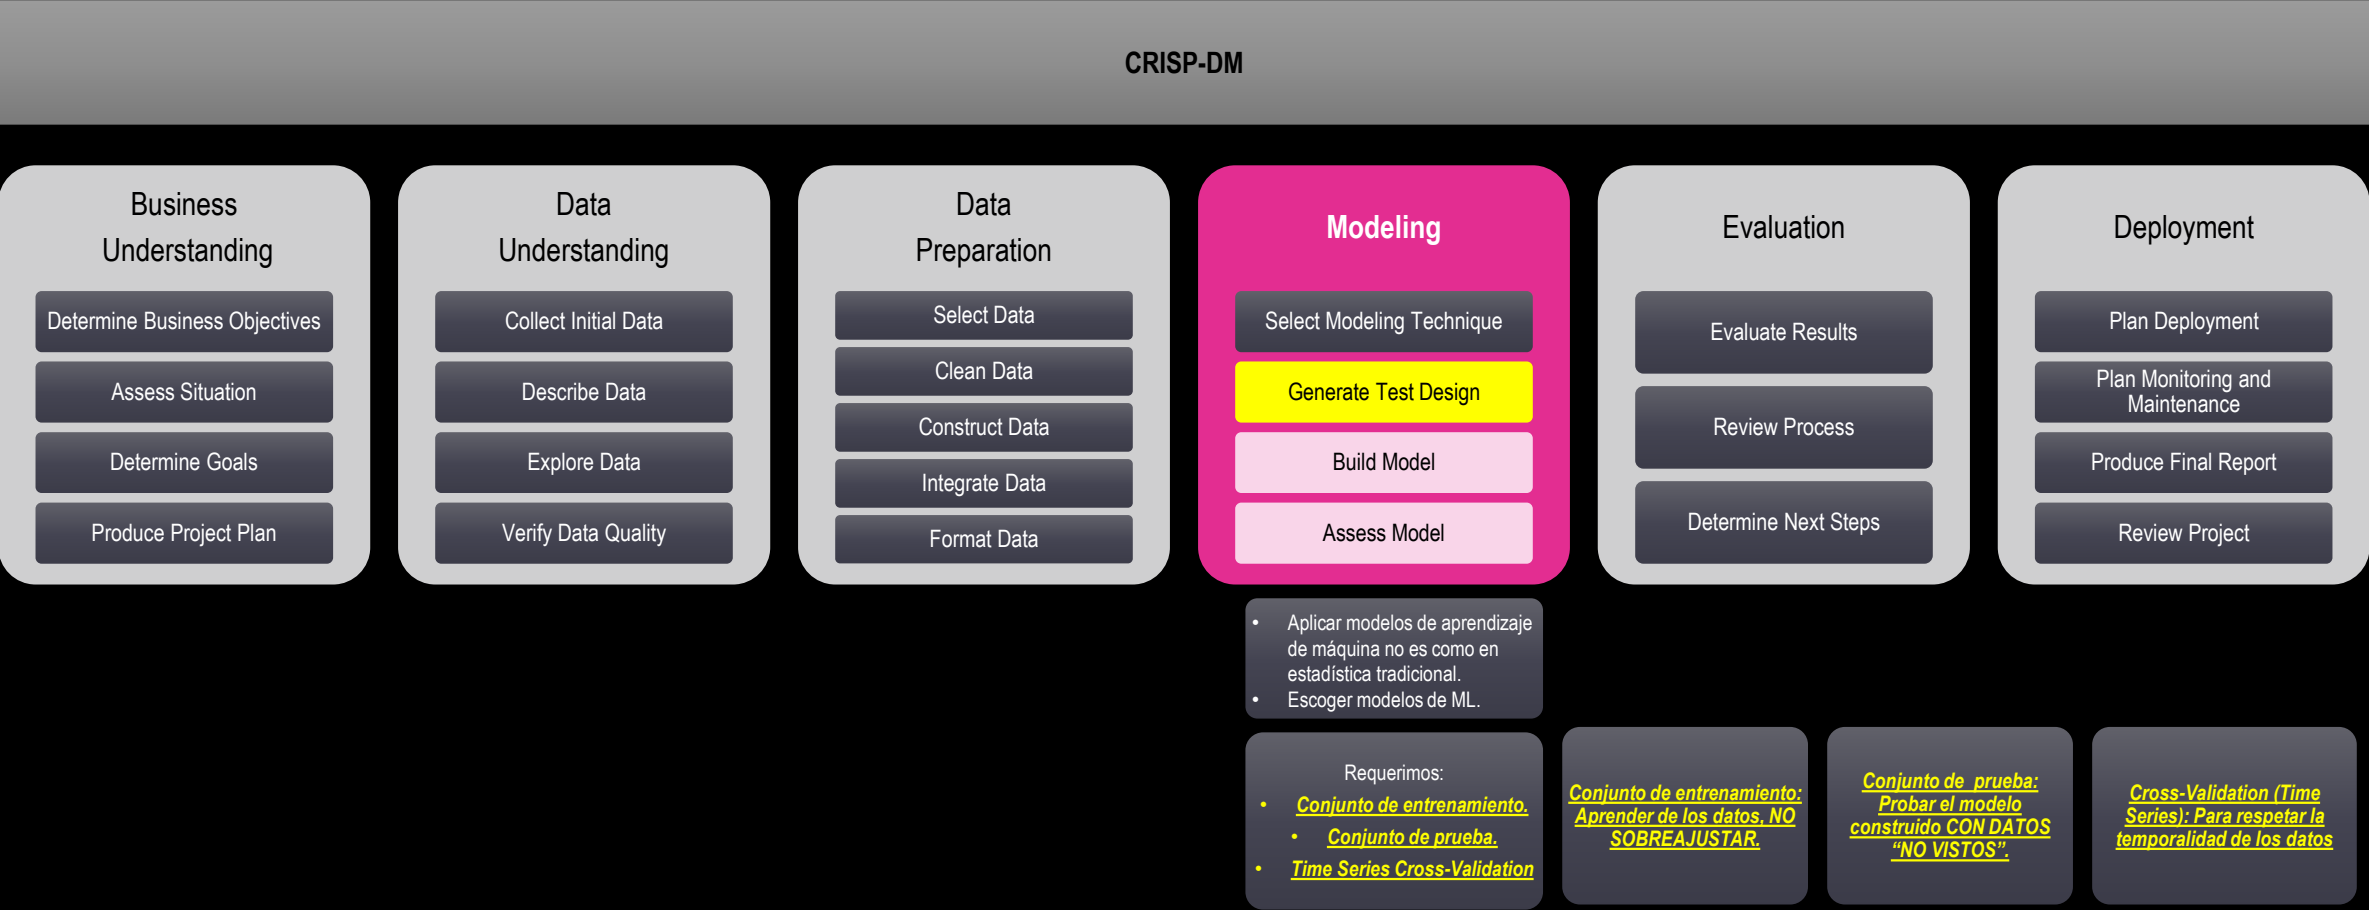 CRISP-DM
Business
Understanding
Determine Business Objectives
Assess Situation
Determine Goals
Produce Project Plan
Data
Understanding
Collect Initial Data
Describe Data
Explore Data
Verify Data Quality
Data
Preparation
Select Data
Clean Data
Construct Data
Integrate Data
Format Data
Modeling
Select Modeling Technique
Generate Test Design
Build Model
Assess Model
Evaluation
Evaluate Results
Review Process
Determine Next Steps
Deployment
Plan Deployment
Plan Monitoring and
Maintenance
Produce Final Report
Review Project
• Aplicar modelos de aprendizaje
de máquina no es como en
estadística tradicional.
• Escoger modelos de ML.
Requerimos:
• Conjunto de entrenamiento.
• Conjunto de prueba.
• Time Series Cross-Validation
Conjunto de entrenamiento:
Aprender de los datos, NO
SOBREAJUSTAR.
Conjunto de prueba:
Probar el modelo
construido CON DATOS
“NO VISTOS”.
Cross-Validation (Time
Series): Para respetar la
temporalidad de los datos